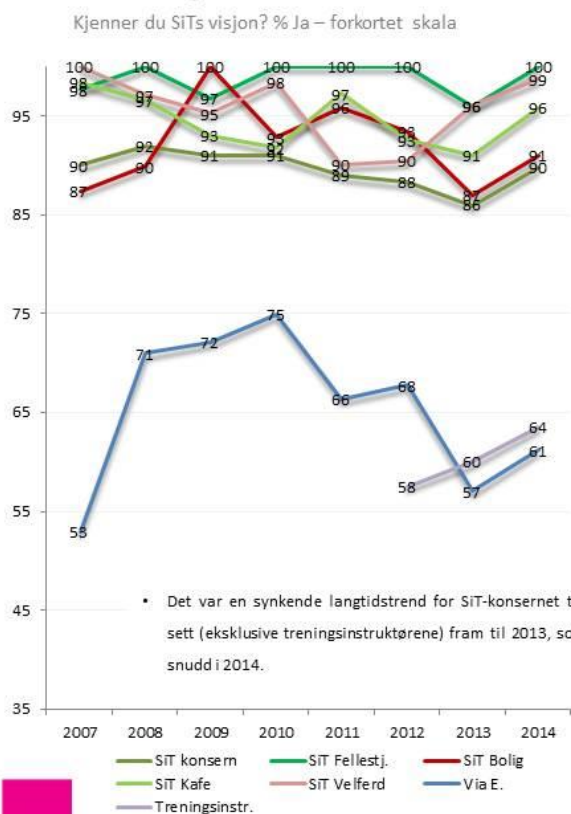 Kjenner du SiTs visjon? % Ja – forkortet skala
100 100 100 100 100 100 100
98 97 97 98 97 96 99
98 97 95 93 96 93 96
93 92 90 93 91
90 92 91 91 89 90 87 91
87 90 88 86 90
95
85
75
71 72 75 66 68
65
58 60 64
57 61
55
53
45
• Det var en synkende langtidstrend for SiT-konsernet
sett (eksklusive treningsinstruktørene) fram til 2013,
snudd i 2014.
35
2007 2008 2009 2010 2011 2012 2013 2014
SiT konsern SiT Fellestj. SiT Bolig
SiT Kafe SiT Velferd Via E.
Treningsinstr.